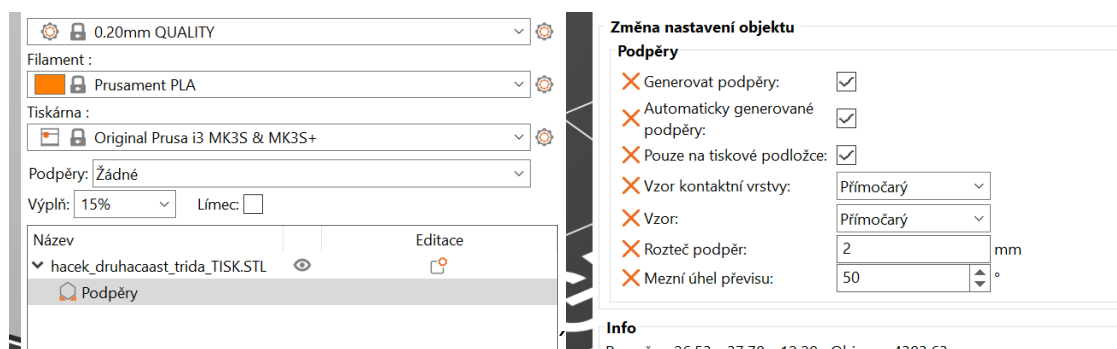 0.20mm QUALITY
Filament :
Prusament PLA
Tiskárna :
Original Prusa i3 MK3S & MK3S+
Podpěry: Žádné
Výplň: 15% Límec:
Název Editace
hacek_druhacaast_trida_TISK.STL
Podpěry
Změna nastavení objektu
Podpěry
Generovat podpěry:
Automaticky generované
podpěry:
Pouze na tiskové podložce:
Vzor kontaktní vrstvy: Přímočarý
Vzor: Přímočarý
Rozteč podpěr: 2 mm
Mezní úhel převisu: 50 °
Info